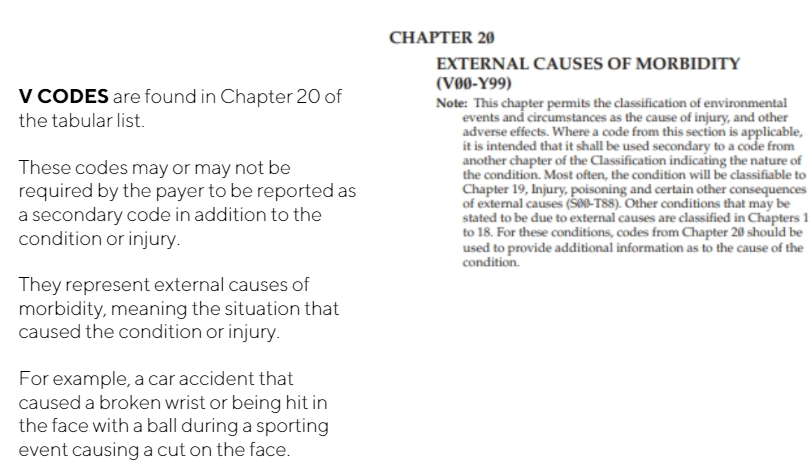 V CODES are found in Chapter 20 of
the tabular list.
These codes may or may not be
required by the payer to be reported as
a secondary code in addition to the
condition or injury.
They represent external causes of
morbidity, meaning the situation that
caused the condition or injury.
For example, a car accident that
caused a broken wrist or being hit in
the face with a ball during a sporting
event causing a cut on the face.
CHAPTER 20
EXTERNAL CAUSES OF MORBIDITY
(V00-Y99)
Note: This chapter permits the classification of environmental
events and circumstances as the cause of injury, and other
adverse effects. Where a code from this section is applicable,
it is intended that it shall be used secondary to a code from
another chapter of the Classification indicating the nature of
the condition. Most often, the condition will be classifiable to
Chapter 19, Injury, poisoning and certain other consequences
of external causes (S00-T88). Other conditions that may be
stated to be due to external causes are classified in Chapters 1
to 18. For these conditions, codes from Chapter 20 should be
used to provide additional information as to the cause of the
condition.